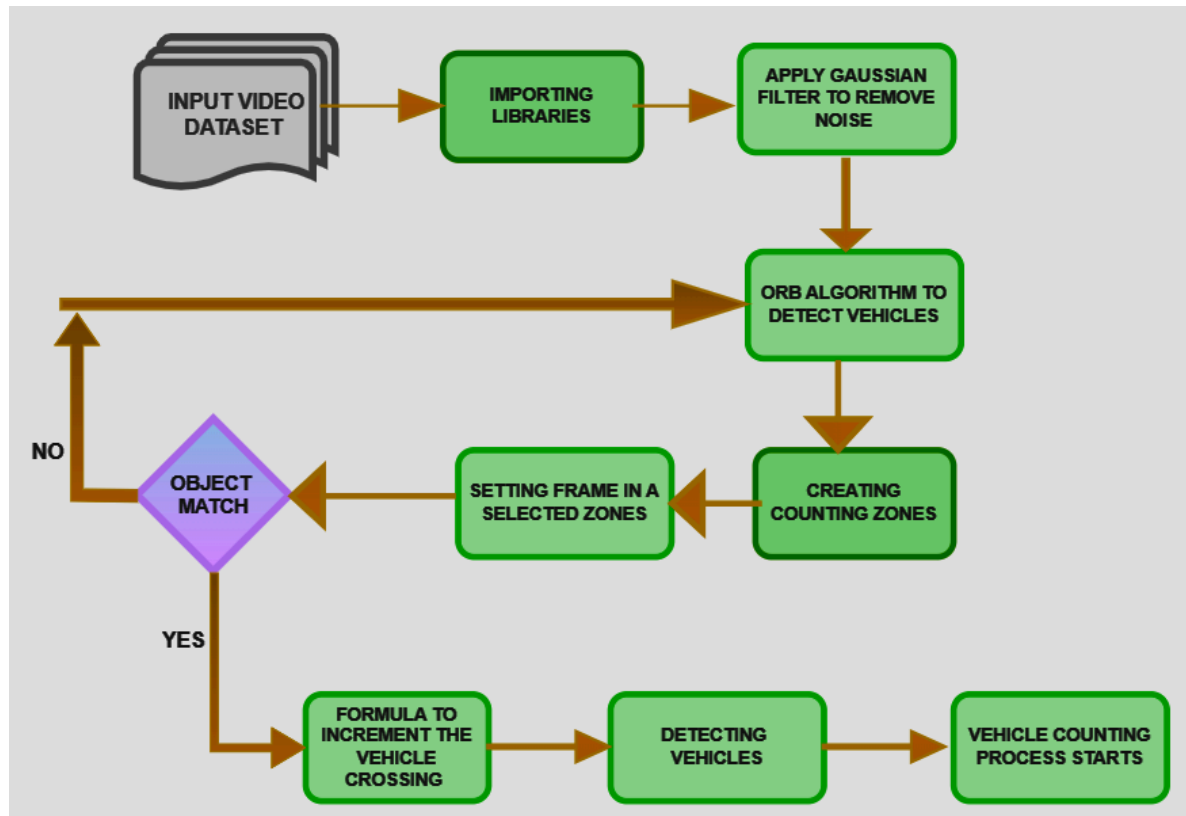 INPUT VIDEO
DATASET
IMPORTING
LIBRARIES
APPLY GAUSSIAN
FILTER TO REMOVE
NOISE
ORB ALGORITHM TO
DETECT VEHICLES
CREATING
COUNTING ZONES
SETTING FRAME IN A
SELECTED ZONES
OBJECT
MATCH
NO
YES
FORMULA TO
INCREMENT THE
VEHICLE
CROSSING
DETECTING
VEHICLES
VEHICLE COUNTING
PROCESS STARTS